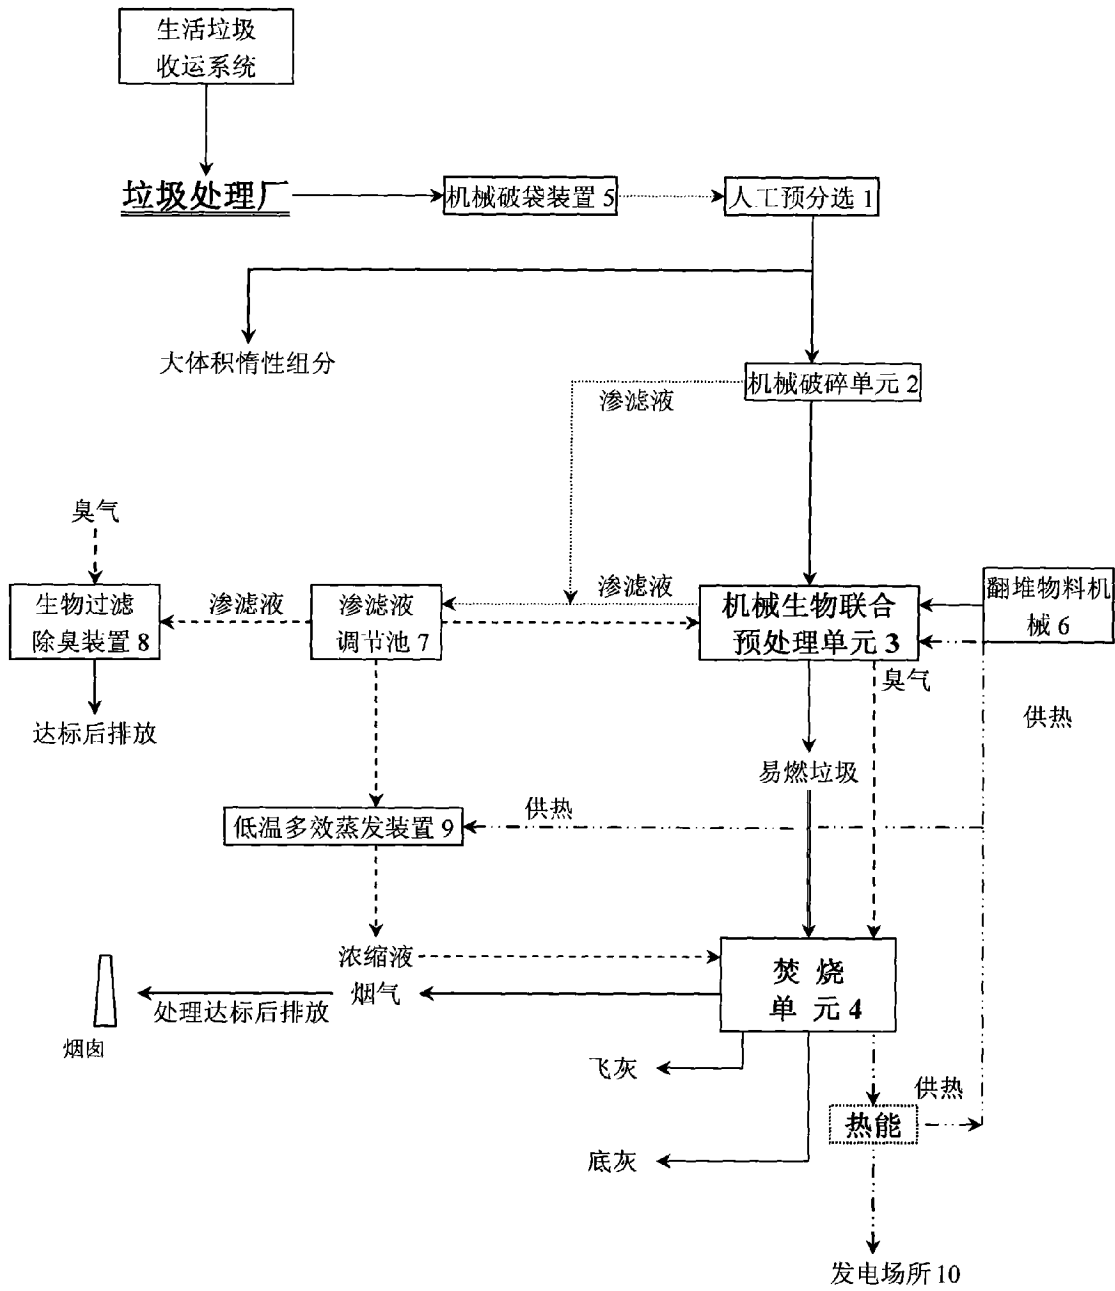 生活垃圾
收运系统
垃圾处理厂
机械破袋装置 5
人工预分选 1
大体积惰性组分
机械破碎单元 2
渗滤液
臭气
生物过滤
除臭装置 8
渗滤液
渗滤液
调节池 7
渗滤液
机械生物联合
预处理单元 3
翻堆物料机
械 6
臭气
达标后排放
供热
易燃垃圾
供热
低温多效蒸发装置 9
浓缩液
烟气
处理达标后排放
烟囱
焚 烧
单 元 4
飞灰
供热
热能
底灰
发电场所 10